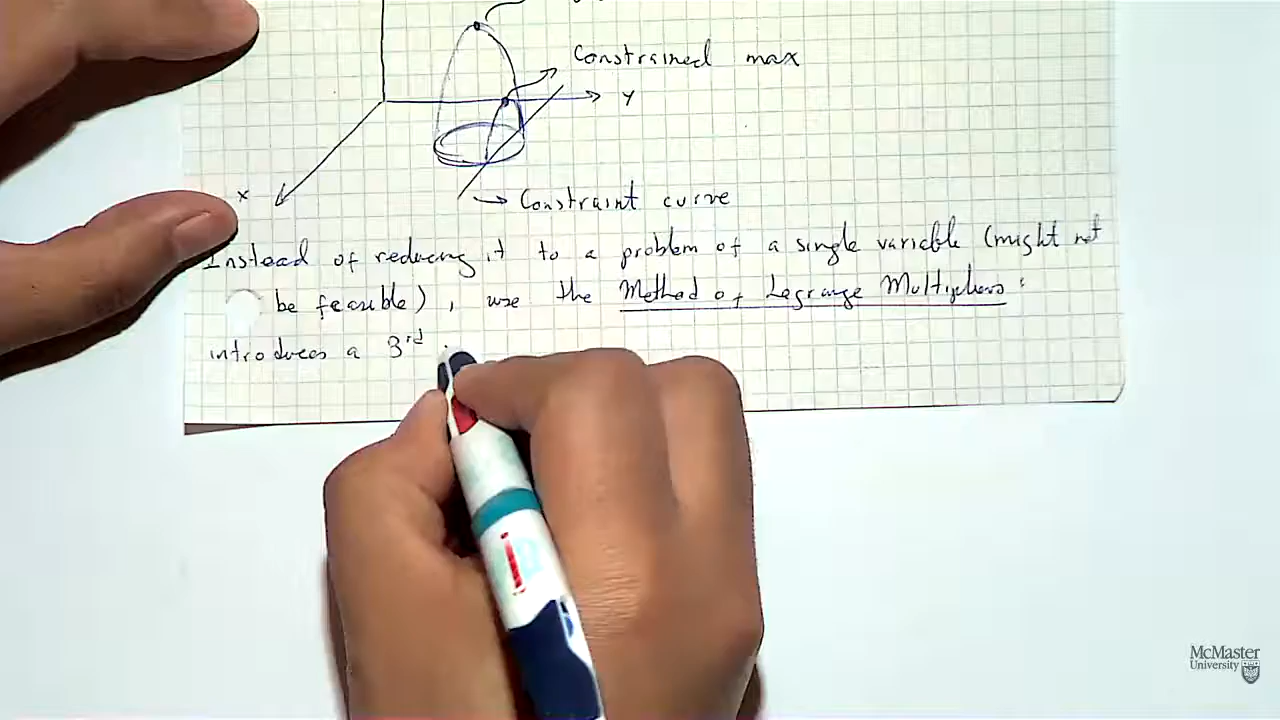 Constrained max
y
x
Constraint curve
Instead of reducing it to a problem of a single variable (might not
be feasible), use the Method of Lagrange Multipliers:
introduces a 3rd
McMaster
University